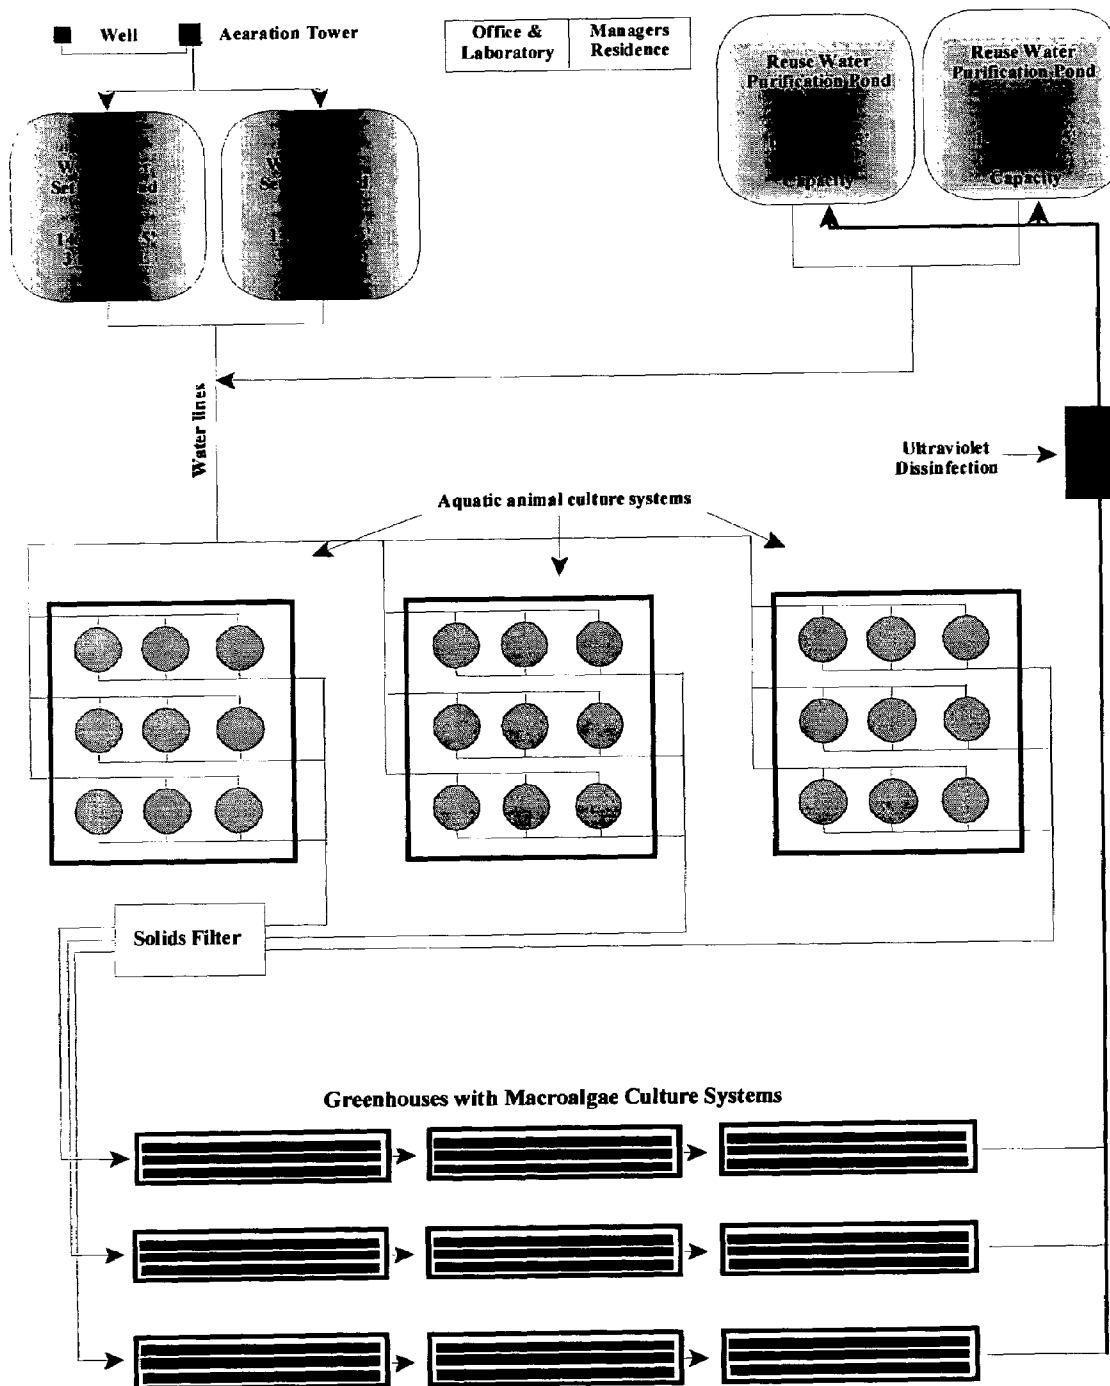 Well
Aearation Tower
Office &
Laboratory
Managers
Residence
Reuse Water
Purification Pond
Capacity
Reuse Water
Purification Pond
Capacity
Water lines
Ultraviolet
Dissinfection
Aquatic animal culture systems
Solids Filter
Greenhouses with Macroalgae Culture Systems